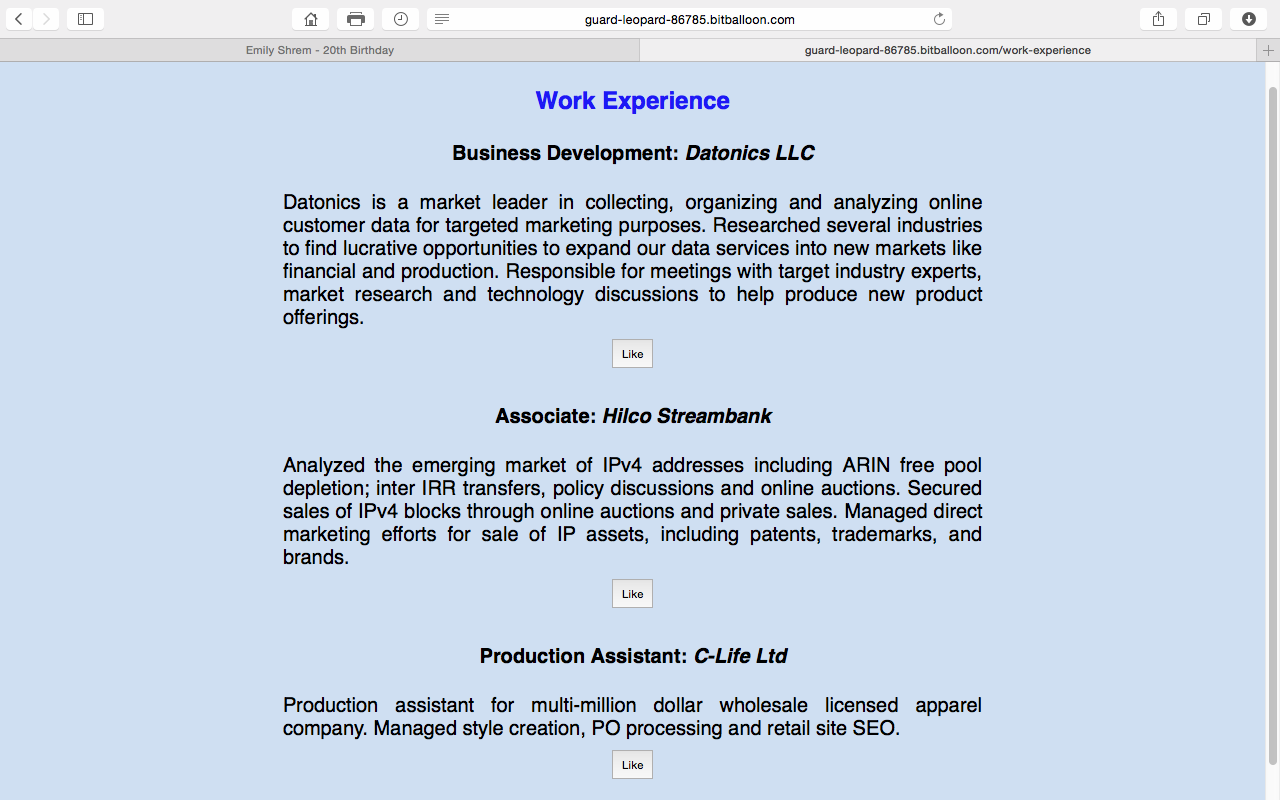 guard-leopard-86785.bitballoon.com
Emily Shrem - 20th Birthday
guard-leopard-86785.bitballoon.com/work-experience
Work Experience
Business Development: Datonics LLC
Datonics is a market leader in collecting, organizing and analyzing online
customer data for targeted marketing purposes. Researched several industries
to find lucrative opportunities to expand our data services into new markets like
financial and production. Responsible for meetings with target industry experts,
market research and technology discussions to help produce new product
offerings.
Like
Associate: Hilco Streambank
Analyzed the emerging market of IPv4 addresses including ARIN free pool
depletion; inter IRR transfers, policy discussions and online auctions. Secured
sales of IPv4 blocks through online auctions and private sales. Managed direct
marketing efforts for sale of IP assets, including patents, trademarks, and
brands.
Like
Production Assistant: C-Life Ltd
Production assistant for multi-million dollar wholesale licensed apparel
company. Managed style creation, PO processing and retail site SEO.
Like